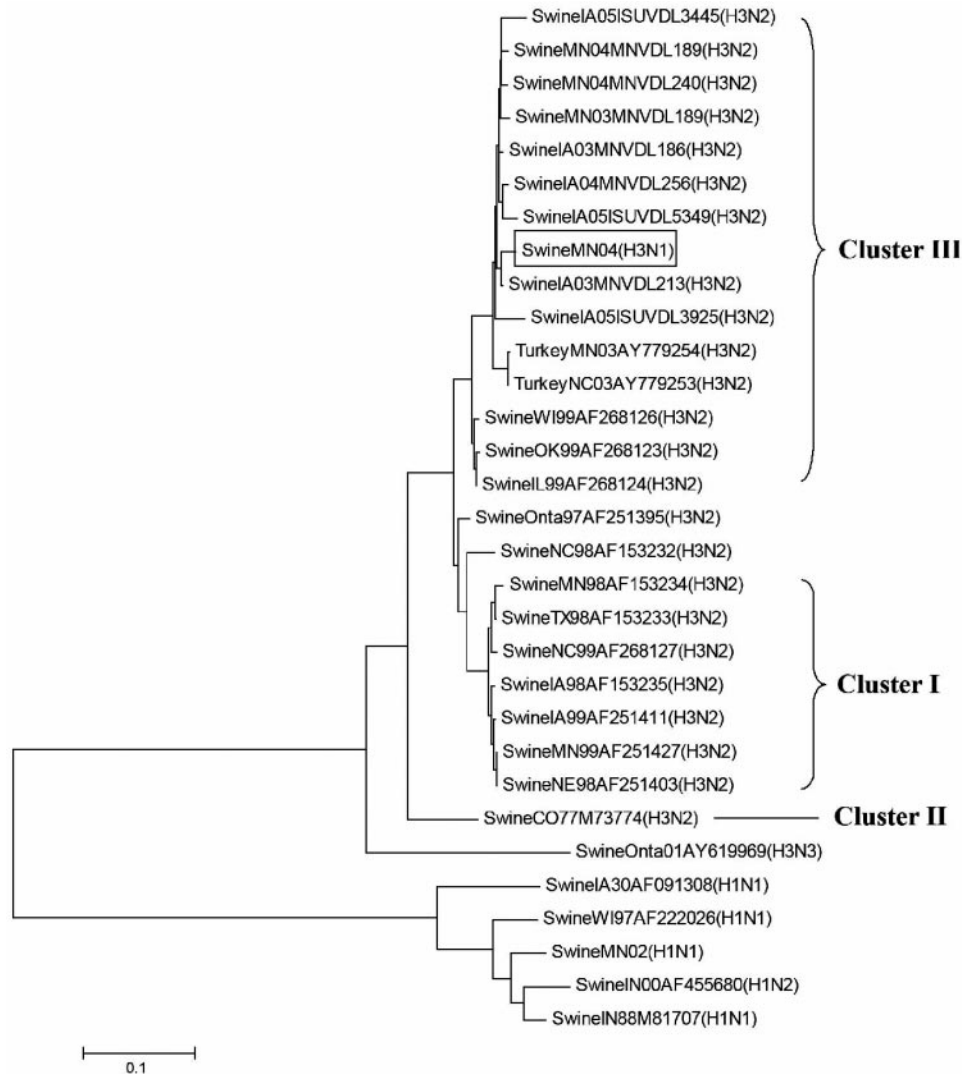 SwineIA05ISUVDL3445(H3N2)
SwineMN04MNVDL189(H3N2)
SwineMN04MNVDL240(H3N2)
SwineMN03MNVDL189(H3N2)
SwineIA03MNVDL186(H3N2)
SwineIA04MNVDL256(H3N2)
SwineIA05ISUVDL5349(H3N2)
SwineMN04(H3N1)
Cluster III
SwineIA03MNVDL213(H3N2)
SwineIA05ISUVDL3925(H3N2)
TurkeyMN03AY779254(H3N2)
TurkeyNC03AY779253(H3N2)
SwineWI99AF268126(H3N2)
SwineOK99AF268123(H3N2)
SwineIL99AF268124(H3N2)
SwineOnta97AF251395(H3N2)
SwineNC98AF153232(H3N2)
SwineMN98AF153234(H3N2)
SwineTX98AF153233(H3N2)
SwineNC99AF268127(H3N2)
SwineIA98AF153235(H3N2)
Cluster I
SwineIA99AF251411(H3N2)
SwineMN99AF251427(H3N2)
SwineNE98AF251403(H3N2)
SwineCO77M73774(H3N2)
Cluster II
SwineOnta01AY619969(H3N3)
SwineIA30AF091308(H1N1)
SwineWI97AF222026(H1N1)
SwineMN02(H1N1)
SwineIN00AF455680(H1N2)
SwineIN88M81707(H1N1)
0.1